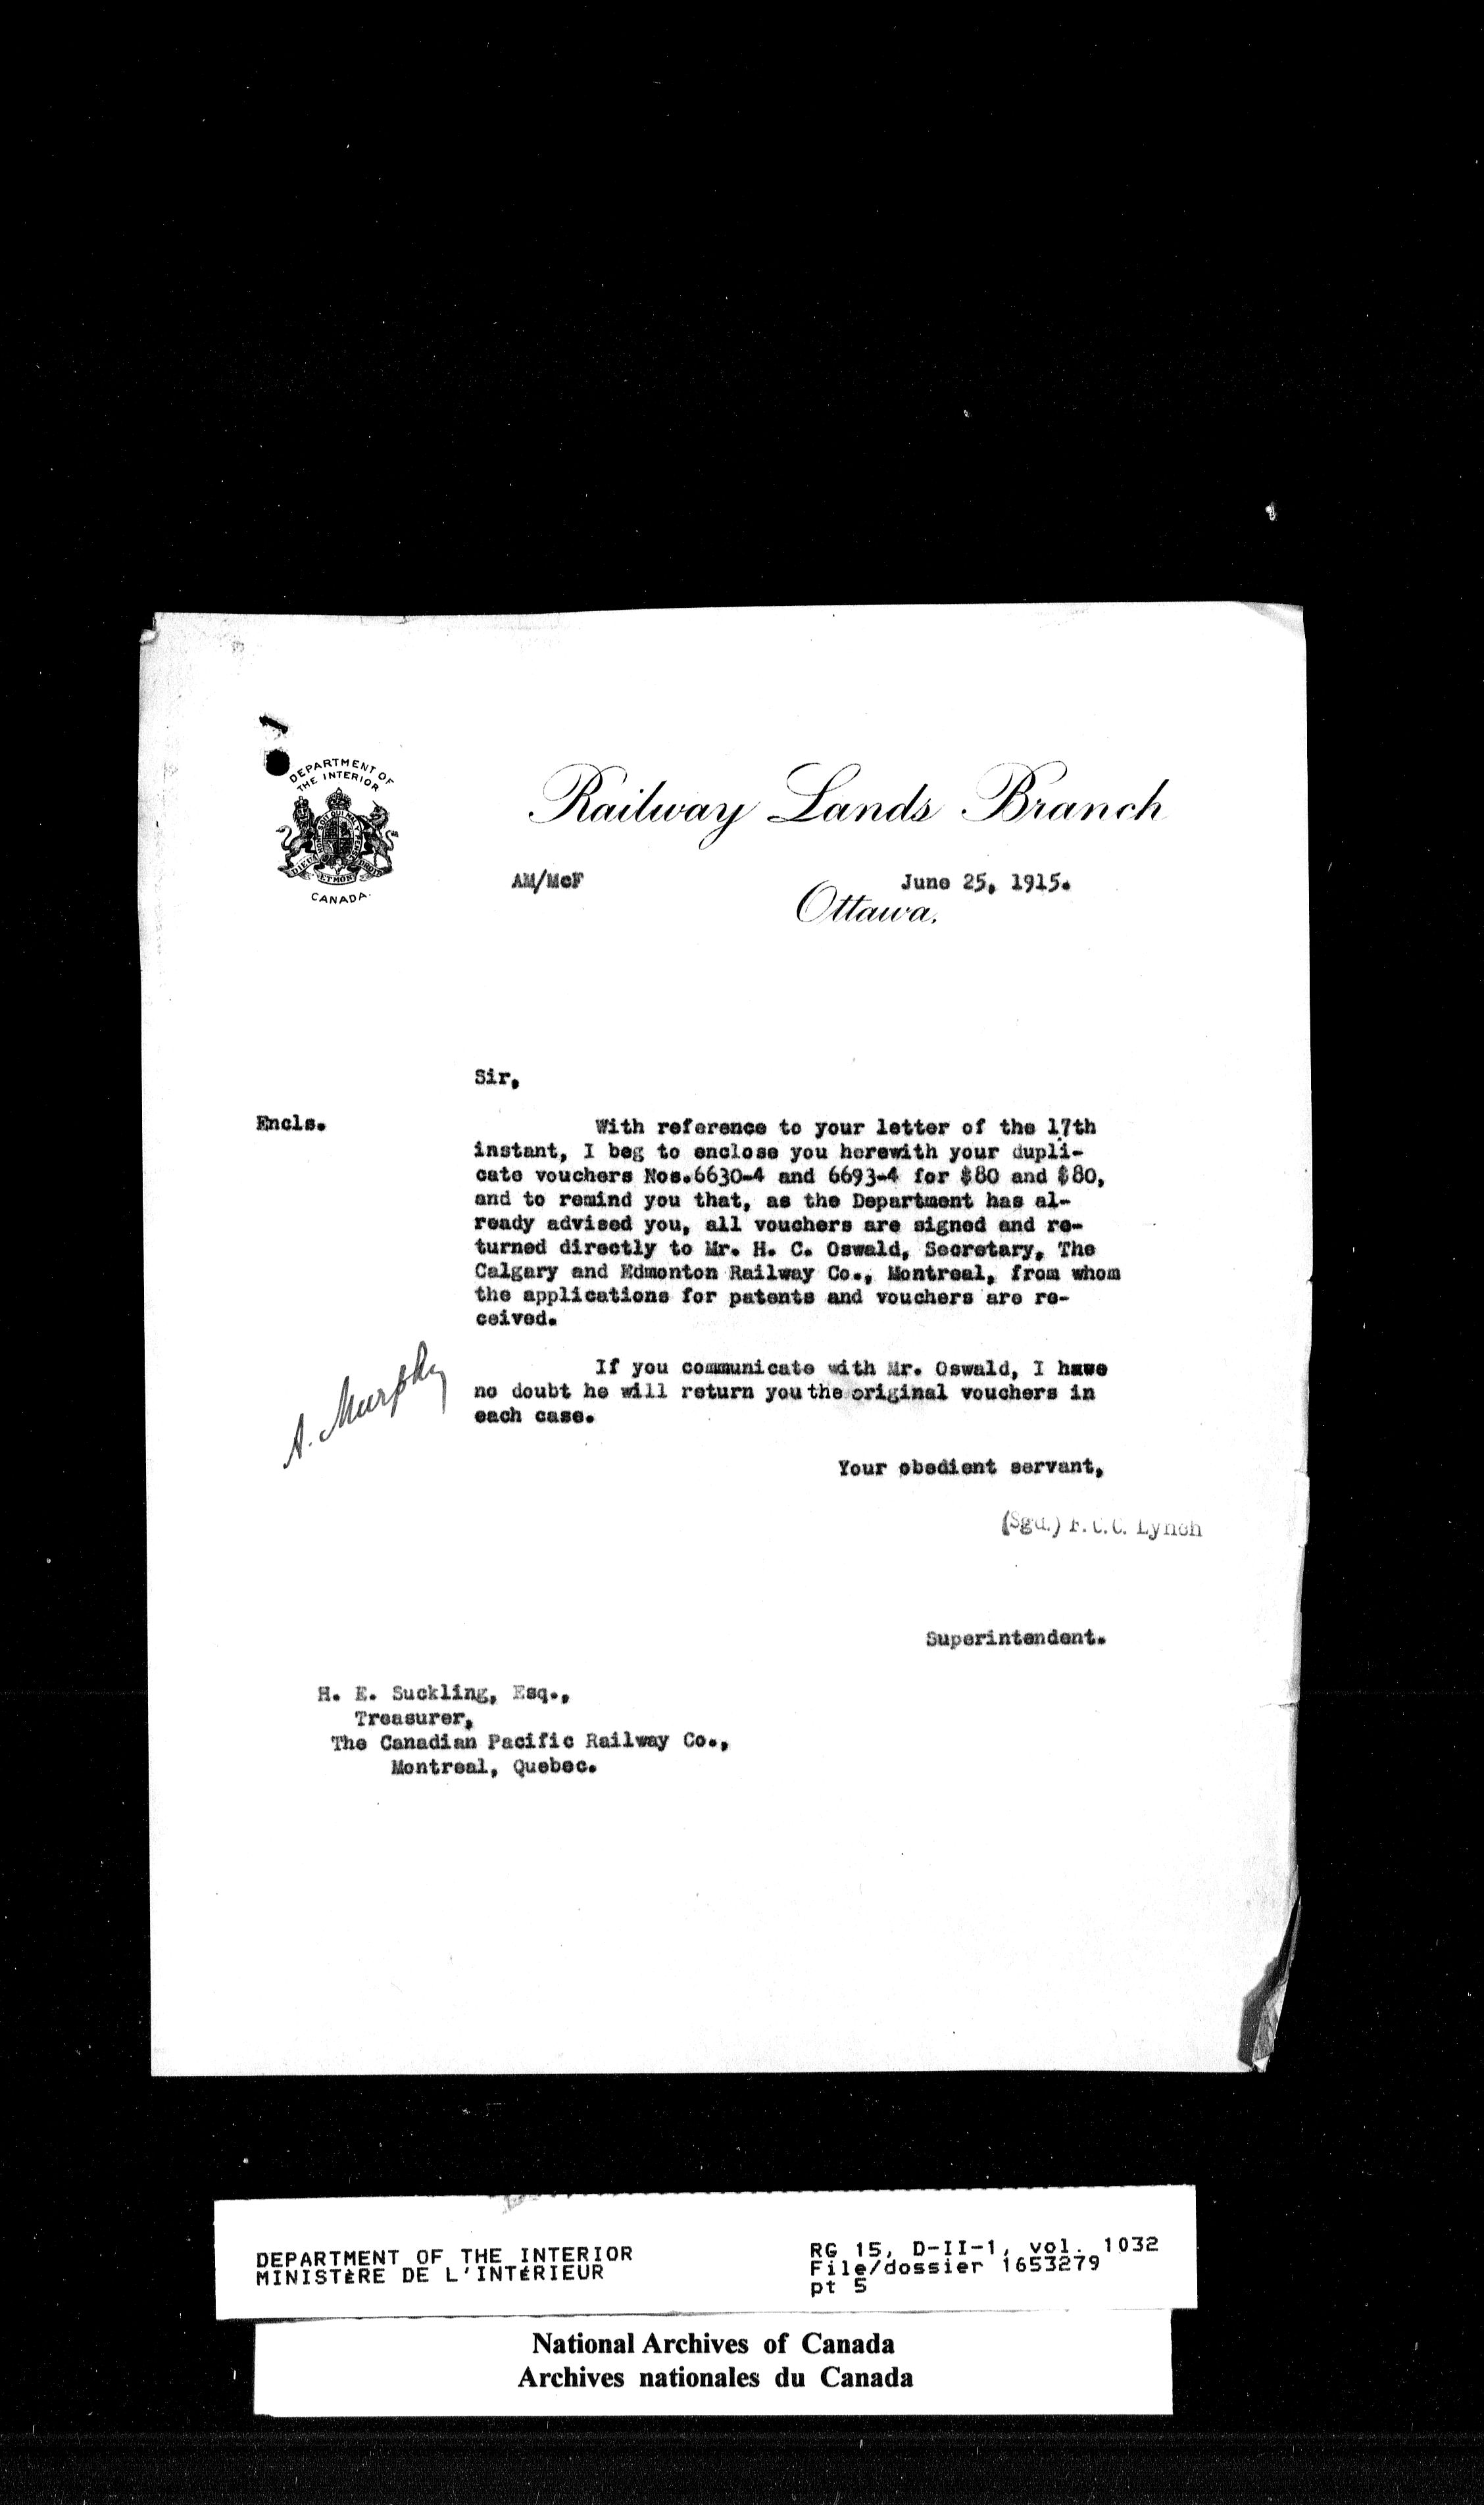 DEPARTMENT OF
THE INTERIOR
CANADA.
Railway Lands Branch
AM/McF
June 25, 1915.
Ottawa.
Sir,
Encls.
With reference to your letter of the 17th
instant, I beg to enclose you herewith your dupli-
cate vouchers Nos.6630-4 and 6693-4 for $80 and $80,
and to remind you that, as the Department has al-
ready advised you, all vouchers are signed and re-
turned directly to Mr. H. C. Oswald, Secretary, The
Calgary and Edmonton Railway Co., Montreal, from whom
the applications for patents and vouchers are re-
ceived.
A. Murphy
If you communicate with Mr. Oswald, I have
no doubt he will return you the original vouchers in
each case.
Your obedient servant,
(Sgd.) F. C. C. Lynch
Superintendent.
H. E. Suckling, Esq.,
Treasurer,
The Canadian Pacific Railway Co.,
Montreal, Quebec.
DEPARTMENT OF THE INTERIOR
MINISTÈRE DE L'INTÉRIEUR
RG 15, D-II-1, vol. 1032
File/dossier 1653279
pt 5
National Archives of Canada
Archives nationales du Canada